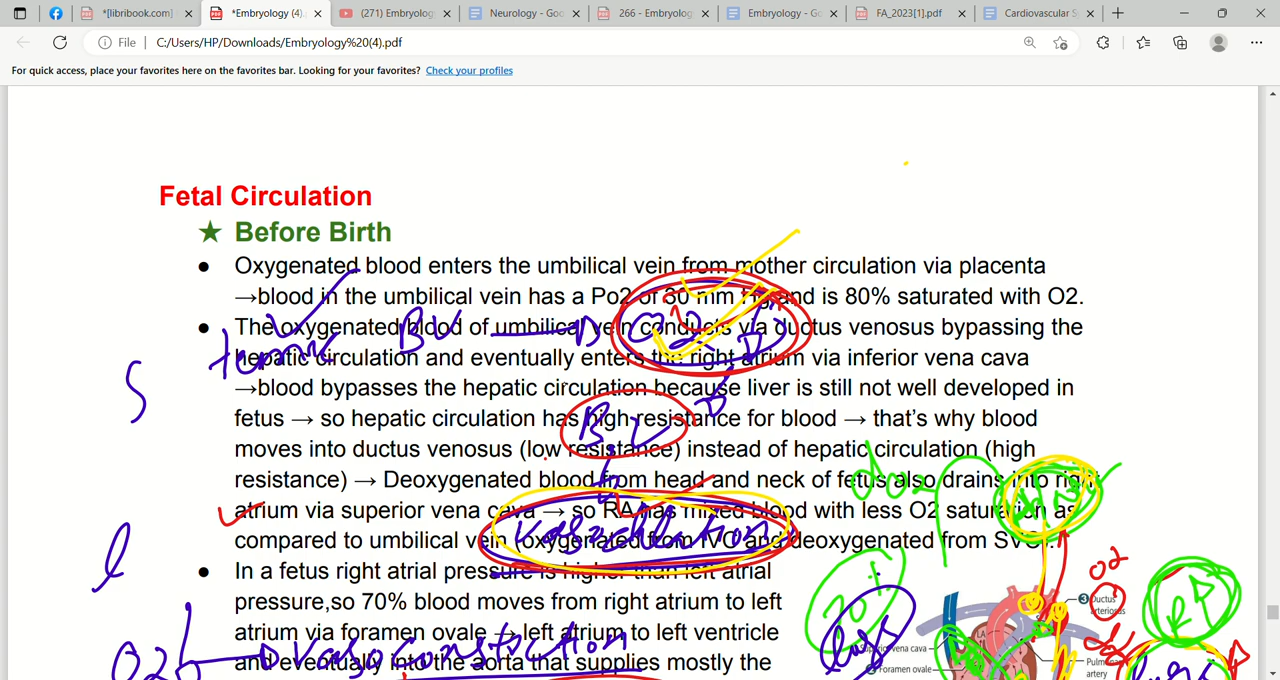 *[libribook.com]
*Embryology (4).
(271) Embryolog
Neurology - Goo
266 - Embryolog
Embryology - Go
FA_2023[1].pdf
Cardiovascular S
File
C:/Users/HP/Downloads/Embryology%20(4).pdf
For quick access, place your favorites here on the favorites bar. Looking for your favorites? Check your profiles
Fetal Circulation
★ Before Birth
● Oxygenated blood enters the umbilical vein from mother circulation via placenta
→blood in the umbilical vein has a Po2 of 30 mm Hg and is 80% saturated with O2.
● The oxygenated blood of umbilical vein conducts via ductus venosus bypassing the
hepatic circulation and eventually enters the right atrium via inferior vena cava
→blood bypasses the hepatic circulation because liver is still not well developed in
fetus → so hepatic circulation has high resistance for blood → that's why blood
moves into ductus venosus (low resistance) instead of hepatic circulation (high
resistance) → Deoxygenated blood from head and neck of fetus also drains into right
atrium via superior vena cava → so RA has mixed blood with less O2 saturation as
compared to umbilical vein (oxygenated from IVC and deoxygenated from SVC).
● In a fetus right atrial pressure is higher than left atrial
pressure,so 70% blood moves from right atrium to left
atrium via foramen ovale → left atrium to left ventricle
and eventually into the aorta that supplies mostly the
BV
Vasodilation
O2
Vasoconstriction
30%
lungs
O2
3 Ductus
arteriosus
LA
Superior vena cava
Foramen ovale
Pulmonary
artery